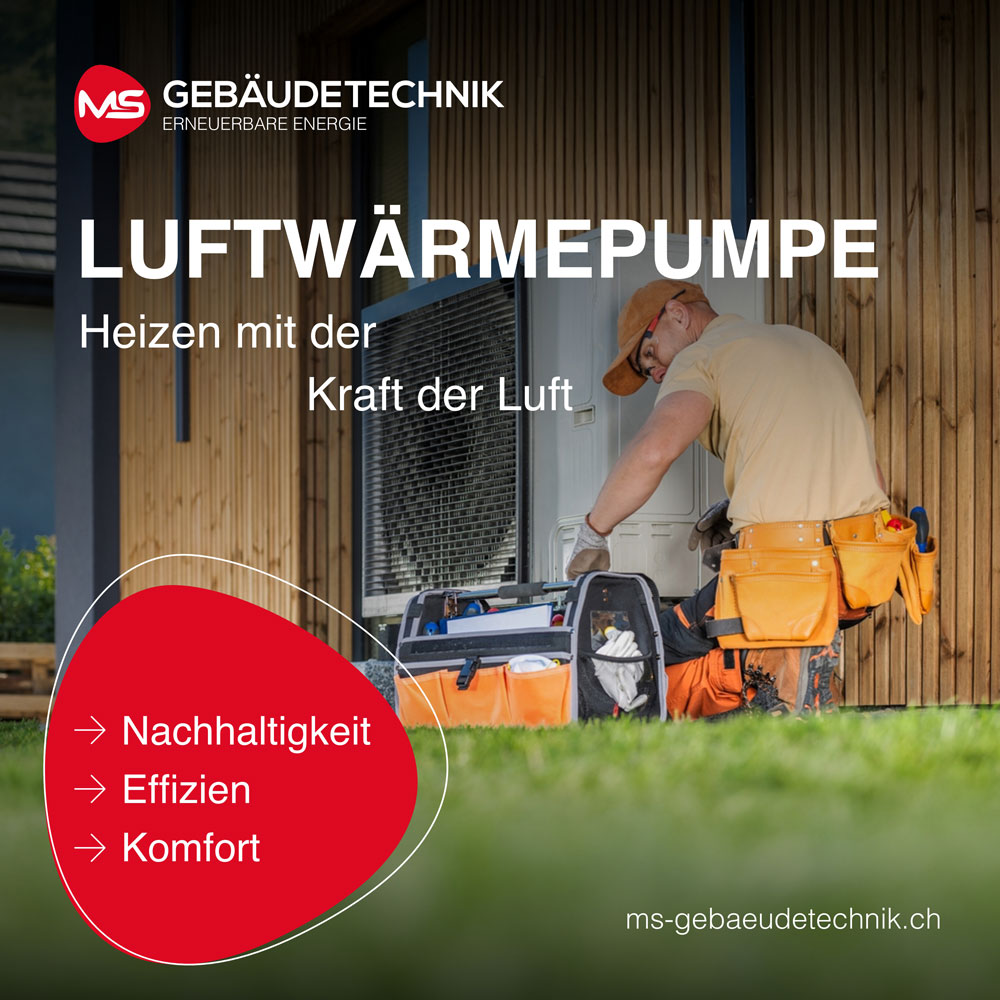 MS GEBÄUDETECHNIK
ERNEUERBARE ENERGIE
LUFTWÄRMEPUMPE
Heizen mit der
Kraft der Luft
→ Nachhaltigkeit
→ Effizien
→ Komfort
ms-gebaeudetechnik.ch